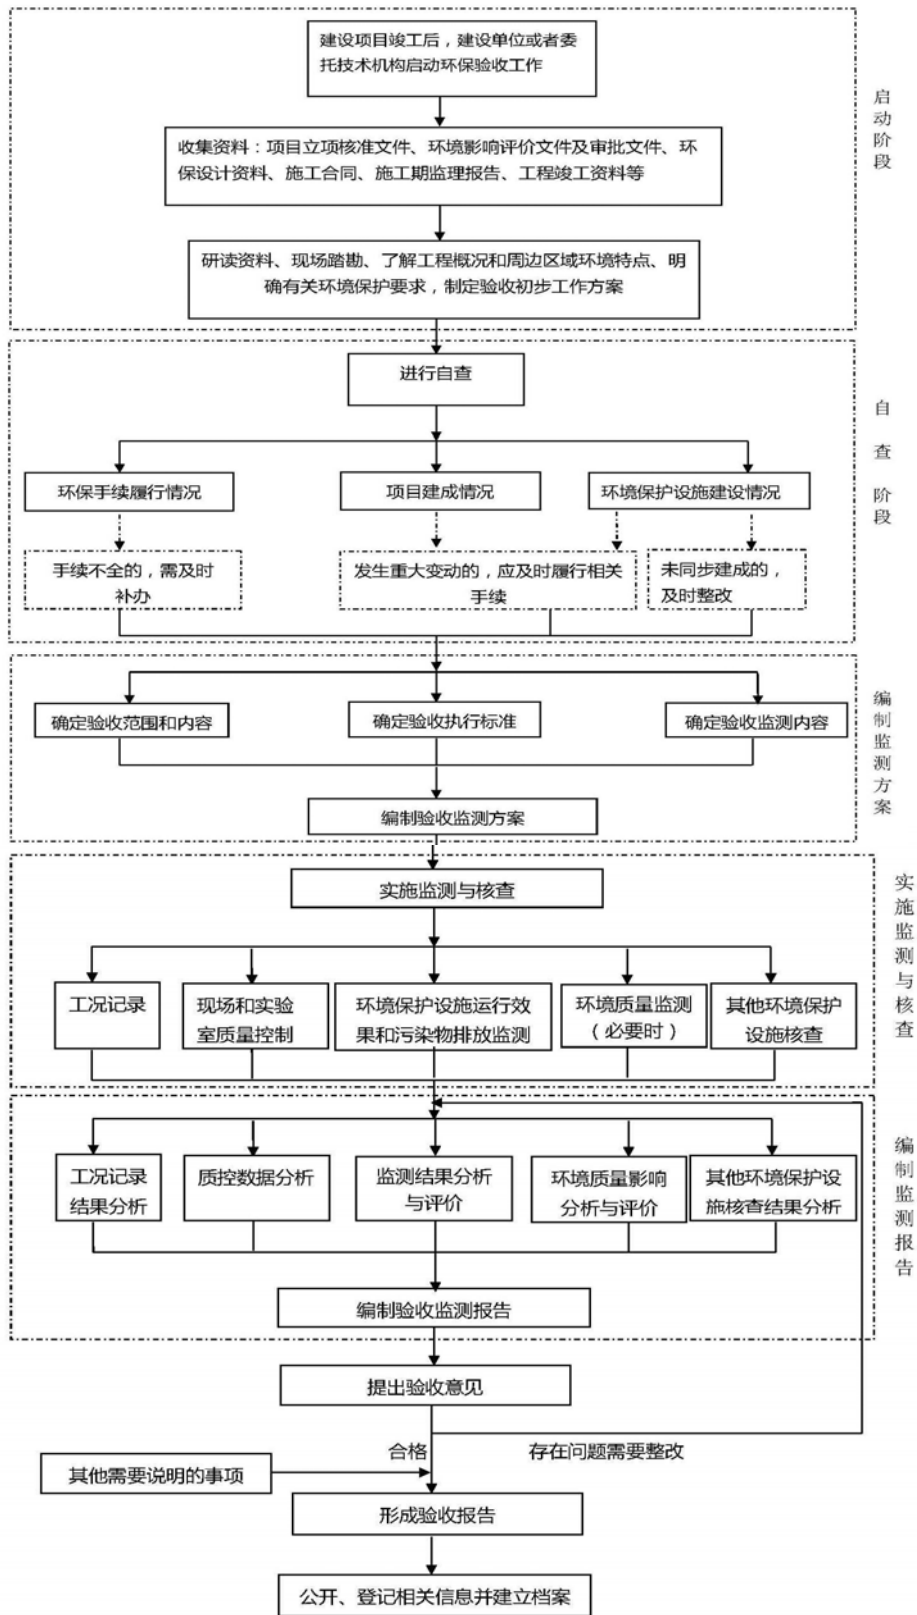 建设项目竣工后，建设单位或者委
托技术机构启动环保验收工作
启动阶段
收集资料：项目立项核准文件、环境影响评价文件及审批文件、环
保设计资料、施工合同、施工期监理报告、工程竣工资料等
研读资料、现场踏勘、了解工程概况和周边区域环境特点、明
确有关环境保护要求，制定验收初步工作方案
进行自查
自查阶段
环保手续履行情况
项目建成情况
环境保护设施建设情况
手续不全的，需及时
补办
发生重大变动的，应及时履行相关
手续
未同步建成的，
及时整改
编制监测方案
确定验收范围和内容
确定验收执行标准
确定验收监测内容
编制验收监测方案
实施监测与核查
实施监测与核查
工况记录
现场和实验
室质量控制
环境保护设施运行效
果和污染物排放监测
环境质量监测
（必要时）
其他环境保护
设施核查
编制监测报告
工况记录
结果分析
质控数据分析
监测结果分析
与评价
环境质量影响
分析与评价
其他环境保护设
施核查结果分析
编制验收监测报告
提出验收意见
合格
存在问题需要整改
其他需要说明的事项
形成验收报告
公开、登记相关信息并建立档案